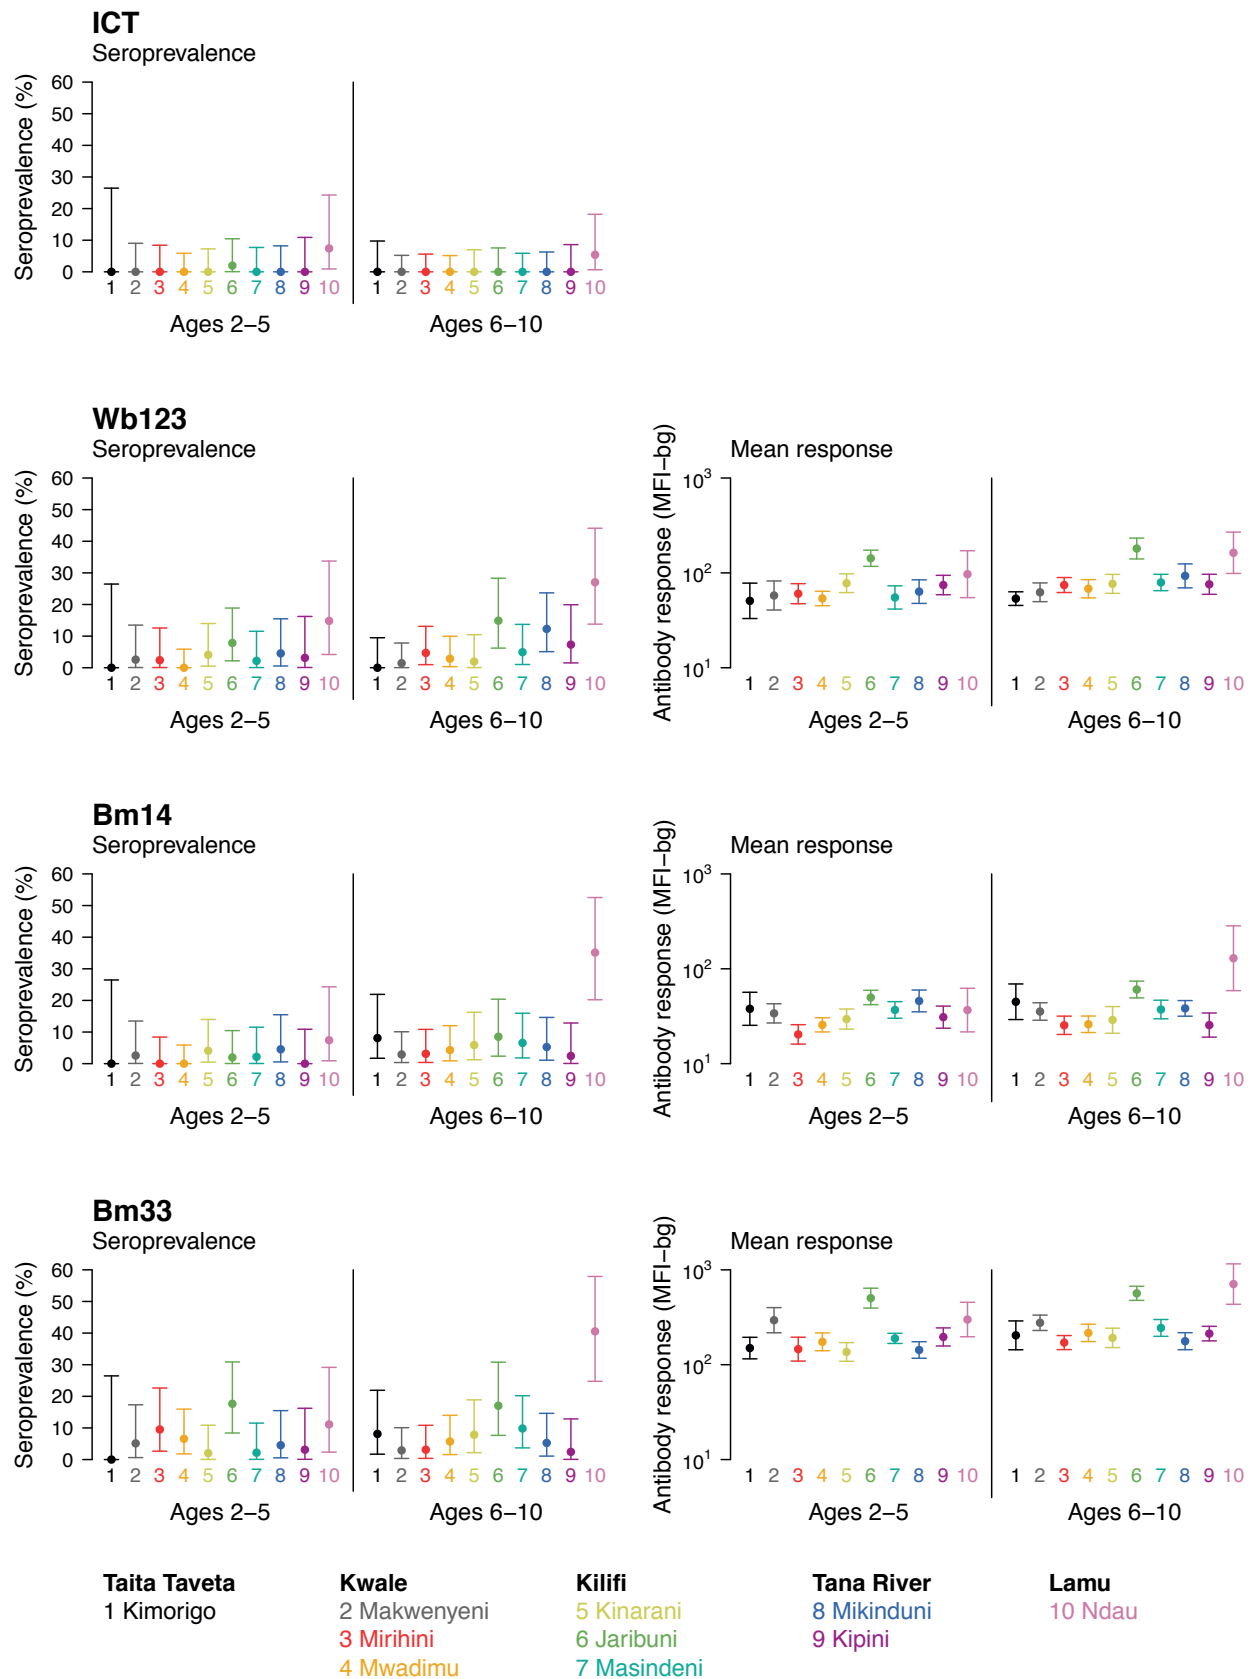 ICT
Seroprevalence
Seroprevalence (%)
60
50
40
30
20
10
0
1 2 3 4 5 6 7 8 9 10
1 2 3 4 5 6 7 8 9 10
Ages 2–5
Ages 6–10
Wb123
Seroprevalence
Seroprevalence (%)
60
50
40
30
20
10
0
1 2 3 4 5 6 7 8 9 10
1 2 3 4 5 6 7 8 9 10
Ages 2–5
Ages 6–10
Mean response
Antibody response (MFI–bg)
10³
10²
10¹
1 2 3 4 5 6 7 8 9 10
1 2 3 4 5 6 7 8 9 10
Ages 2–5
Ages 6–10
Bm14
Seroprevalence
Seroprevalence (%)
60
50
40
30
20
10
0
1 2 3 4 5 6 7 8 9 10
1 2 3 4 5 6 7 8 9 10
Ages 2–5
Ages 6–10
Mean response
Antibody response (MFI–bg)
10³
10²
10¹
1 2 3 4 5 6 7 8 9 10
1 2 3 4 5 6 7 8 9 10
Ages 2–5
Ages 6–10
Bm33
Seroprevalence
Seroprevalence (%)
60
50
40
30
20
10
0
1 2 3 4 5 6 7 8 9 10
1 2 3 4 5 6 7 8 9 10
Ages 2–5
Ages 6–10
Mean response
Antibody response (MFI–bg)
10³
10²
10¹
1 2 3 4 5 6 7 8 9 10
1 2 3 4 5 6 7 8 9 10
Ages 2–5
Ages 6–10
Taita Taveta
1 Kimorigo
Kwale
2 Makwenyeni
3 Mirihini
4 Mwadimu
Kilifi
5 Kinarani
6 Jaribuni
7 Masindeni
Tana River
8 Mikinduni
9 Kipini
Lamu
10 Ndau